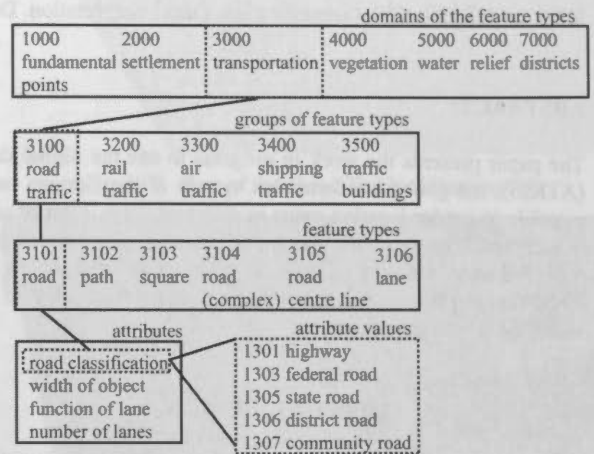 domains of the feature types
1000 2000 3000 4000 5000 6000 7000
fundamental settlement transportation vegetation water relief districts
points
groups of feature types
3100 3200 3300 3400 3500
road rail air shipping traffic
traffic traffic traffic traffic buildings
feature types
3101 3102 3103 3104 3105 3106
road path square road road lane
(complex) centre line
attributes
road classification
width of object
function of lane
number of lanes
attribute values
1301 highway
1303 federal road
1305 state road
1306 district road
1307 community road